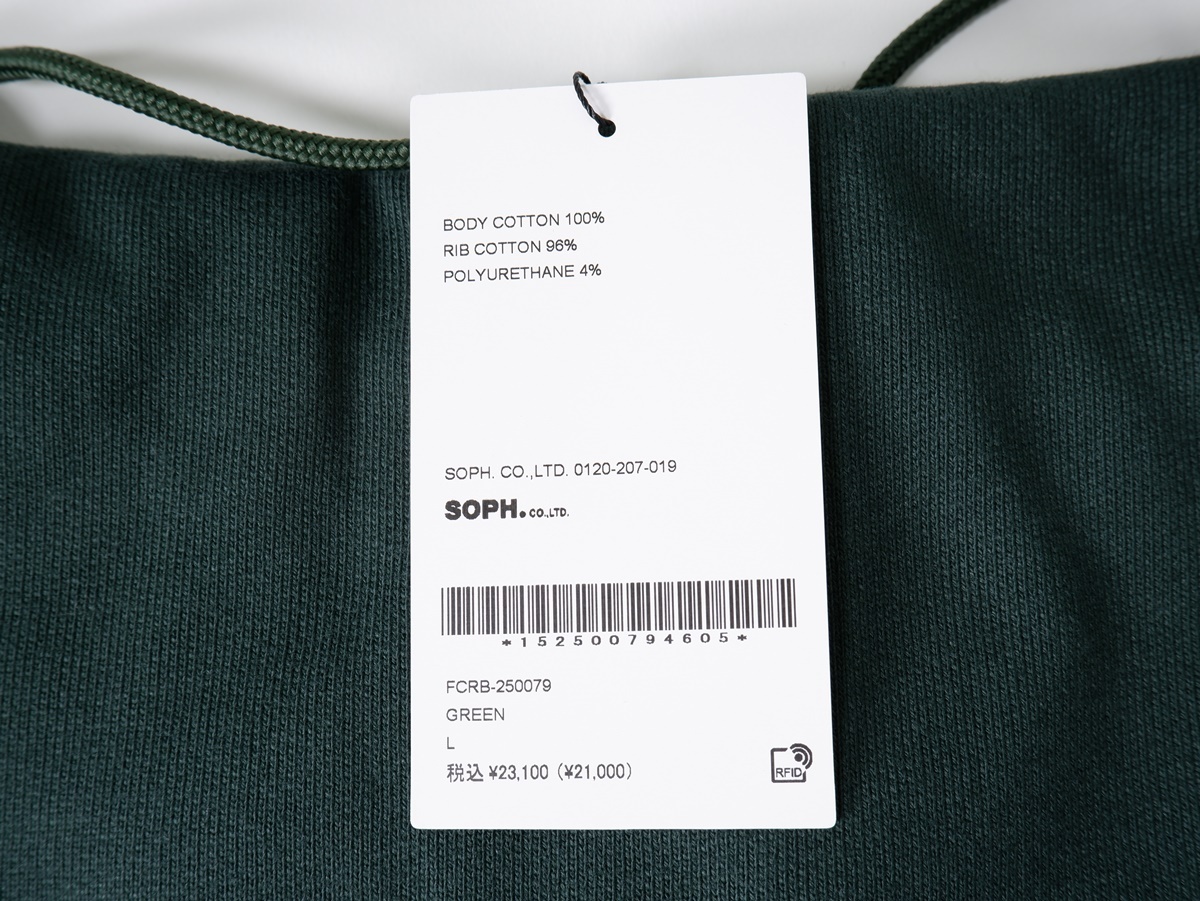 BODY COTTON 100%
RIB COTTON 96%
POLYURETHANE 4%
SOPH. CO.,LTD. 0120-207-019
SOPH. CO.,LTD.
*152500794605*
FCRB-250079
GREEN
L
税込 ¥23,100 (¥21,000)
RFID